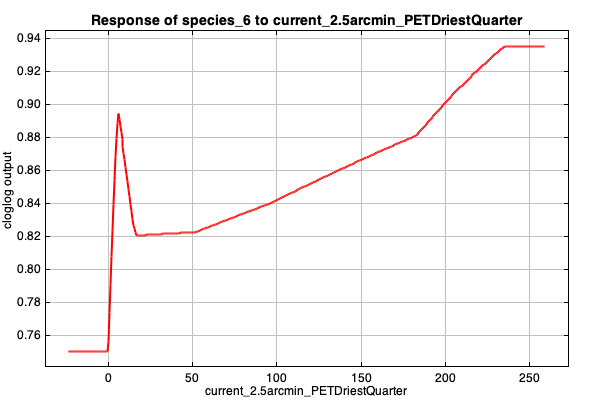 Response of species_6 to current_2.5arcmin_PETDriestQuarter
0.94
0.92
0.90
0.88
0.86
0.84
0.82
0.80
0.78
0.76
cloglog output
0 50 100 150 200 250
current_2.5arcmin_PETDriestQuarter